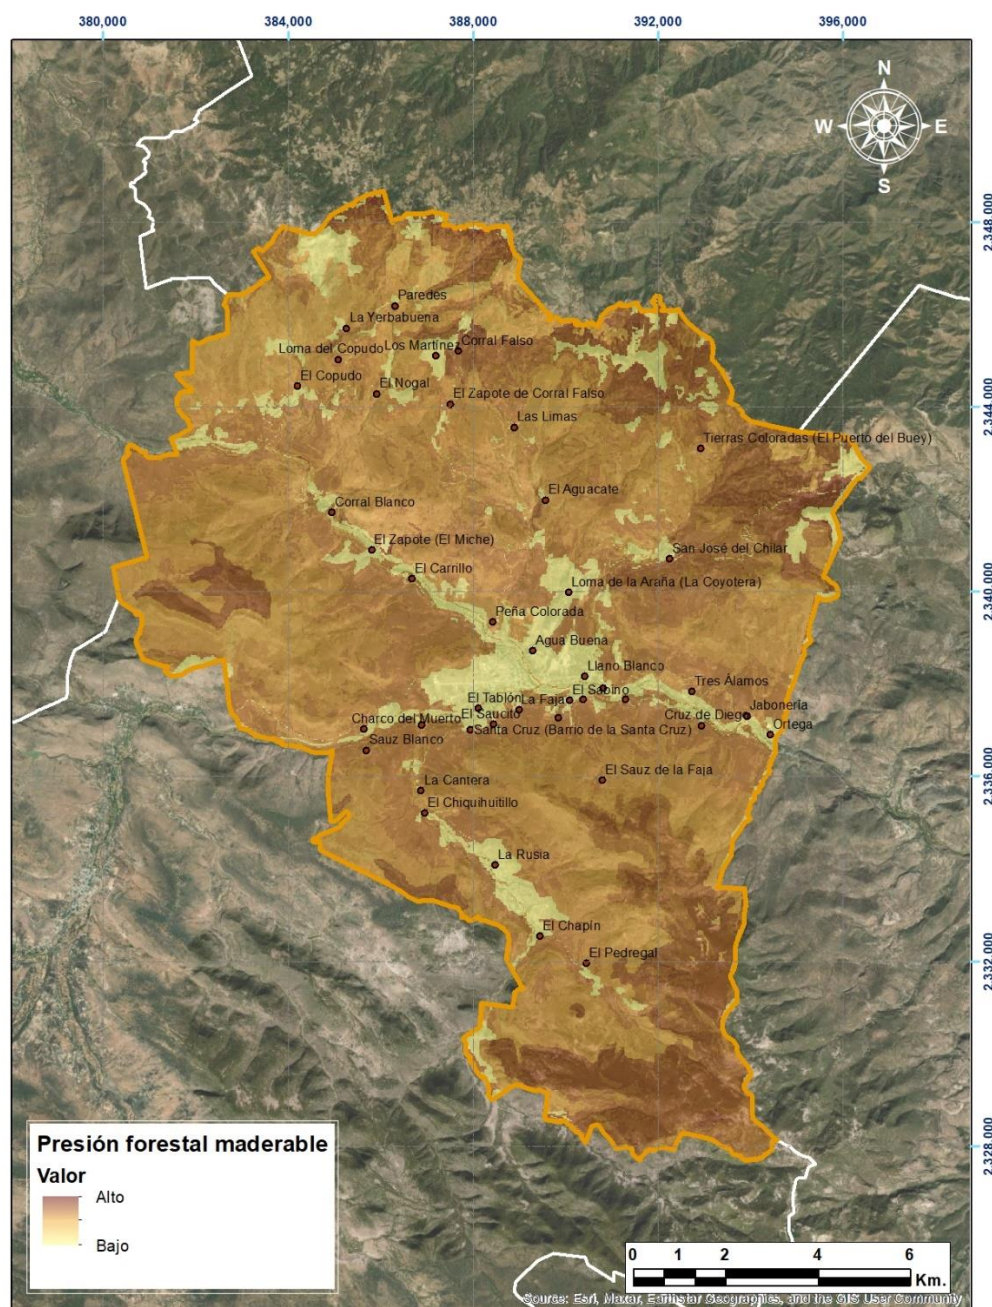 380,000
384,000
388,000
392,000
396,000
N
W
E
S
2.348.000
Paredes
La Yerbabuena
Loma del Copudo
Los Martínez
Corral Falso
El Copudo
El Nogal
El Zapote de Corral Falso
2.344.000
Las Limas
Tierras Coloradas (El Puerto del Buey)
El Aguacate
Corral Blanco
El Zapote (El Miche)
San José del Chilar
El Carrillo
Loma de la Araña (La Coyotera)
2.340.000
Peña Colorada
Agua Buena
Llano Blanco
Tres Álamos
El Sabino
El Tablón
La Faja
Jabonería
Charco del Muerto
El Saucito
Cruz de Diego
Santa Cruz (Barrio de la Santa Cruz)
Ortega
Sauz Blanco
2.336.000
El Sauz de la Faja
La Cantera
El Chiquihuitillo
La Rusia
El Chapín
El Pedregal
2.332.000
2.328.000
Presión forestal maderable
Valor
Alto
Bajo
0 1 2 4 6
Km.
Source: Esri, Maxar, Earthstar Geographics, and the GIS User Community